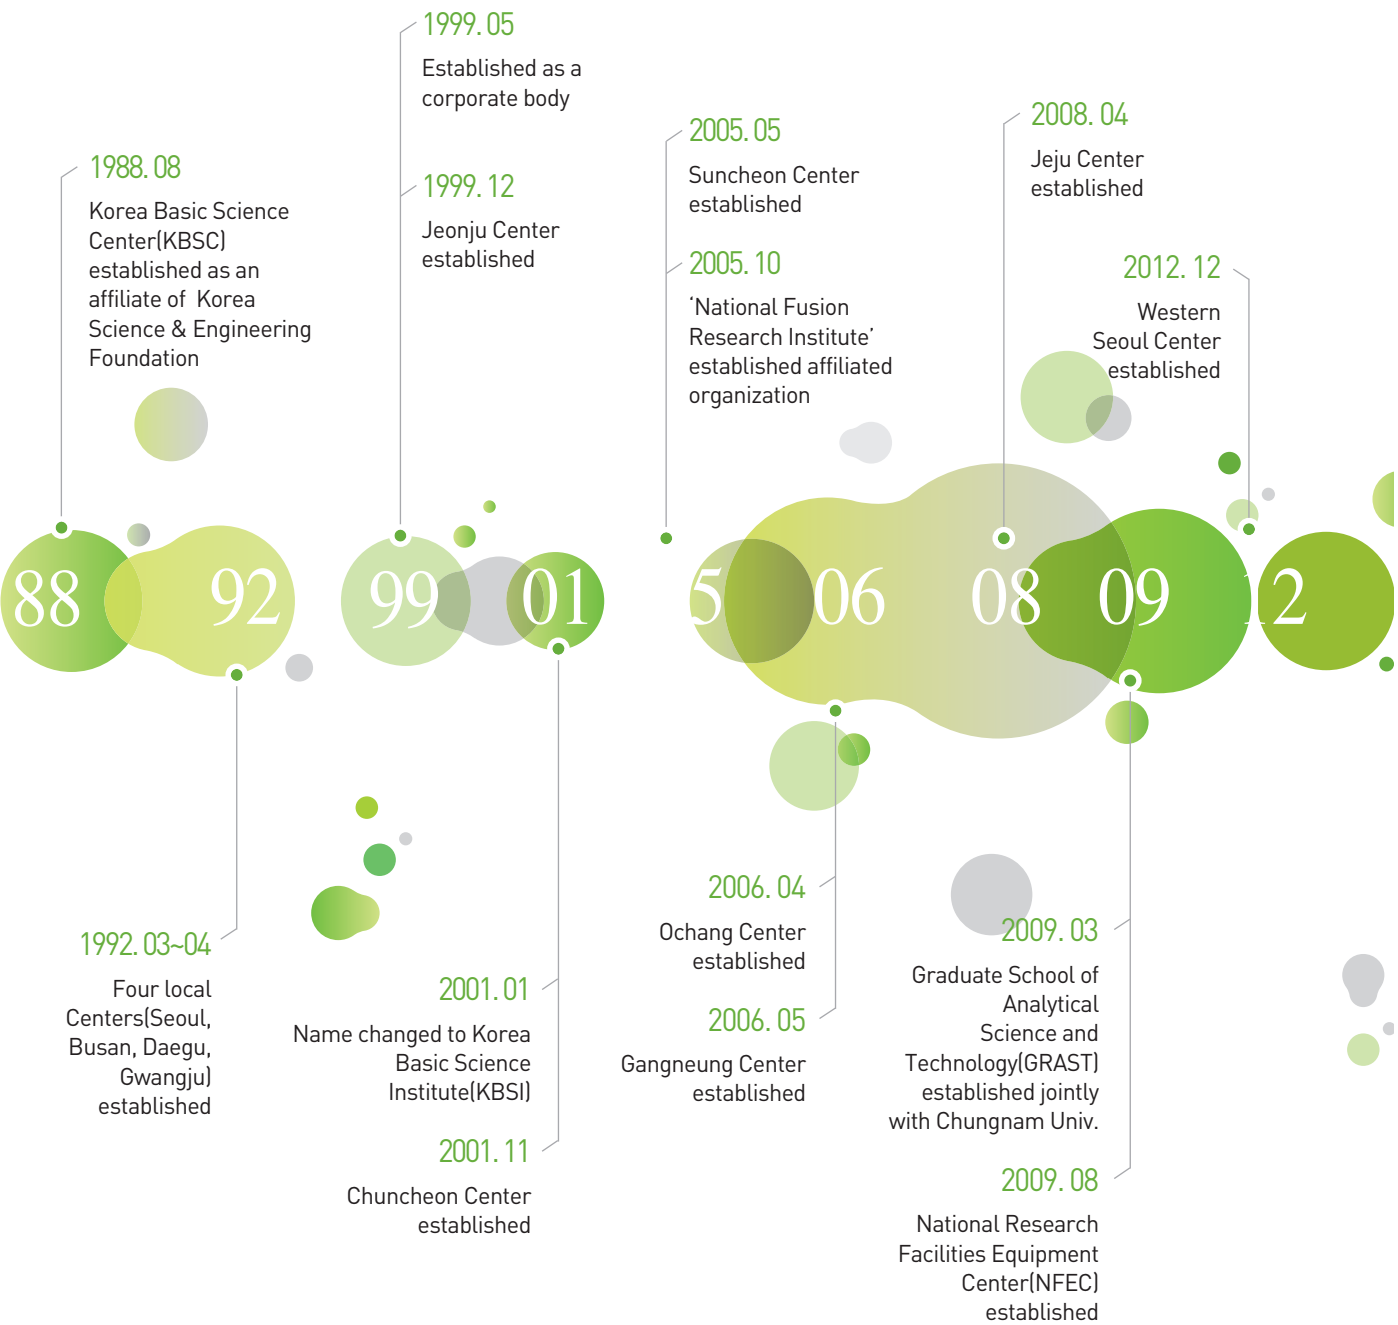 1988. 08
Korea Basic Science
Center(KBSC)
established as an
affiliate of Korea
Science & Engineering
Foundation
1999. 05
Established as a
corporate body
1999. 12
Jeonju Center
established
2005. 05
Suncheon Center
established
2005. 10
‘National Fusion
Research Institute’
established affiliated
organization
2008. 04
Jeju Center
established
2012. 12
Western
Seoul Center
established
88
92
99
01
5
06
08
09
12
1992. 03~04
Four local
Centers(Seoul,
Busan, Daegu,
Gwangju)
established
2001. 01
Name changed to Korea
Basic Science
Institute(KBSI)
2001. 11
Chuncheon Center
established
2006. 04
Ochang Center
established
2006. 05
Gangneung Center
established
2009. 03
Graduate School of
Analytical
Science and
Technology(GRAST)
established jointly
with Chungnam Univ.
2009. 08
National Research
Facilities Equipment
Center(NFEC)
established